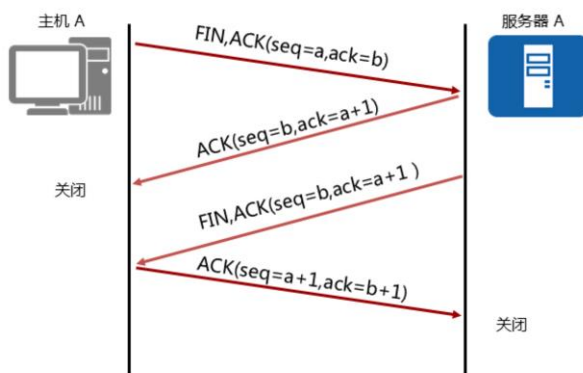 主机 A
服务器 A
FIN,ACK(seq=a,ack=b)
ACK(seq=b,ack=a+1)
关闭
FIN,ACK(seq=b,ack=a+1 )
ACK(seq=a+1,ack=b+1)
关闭